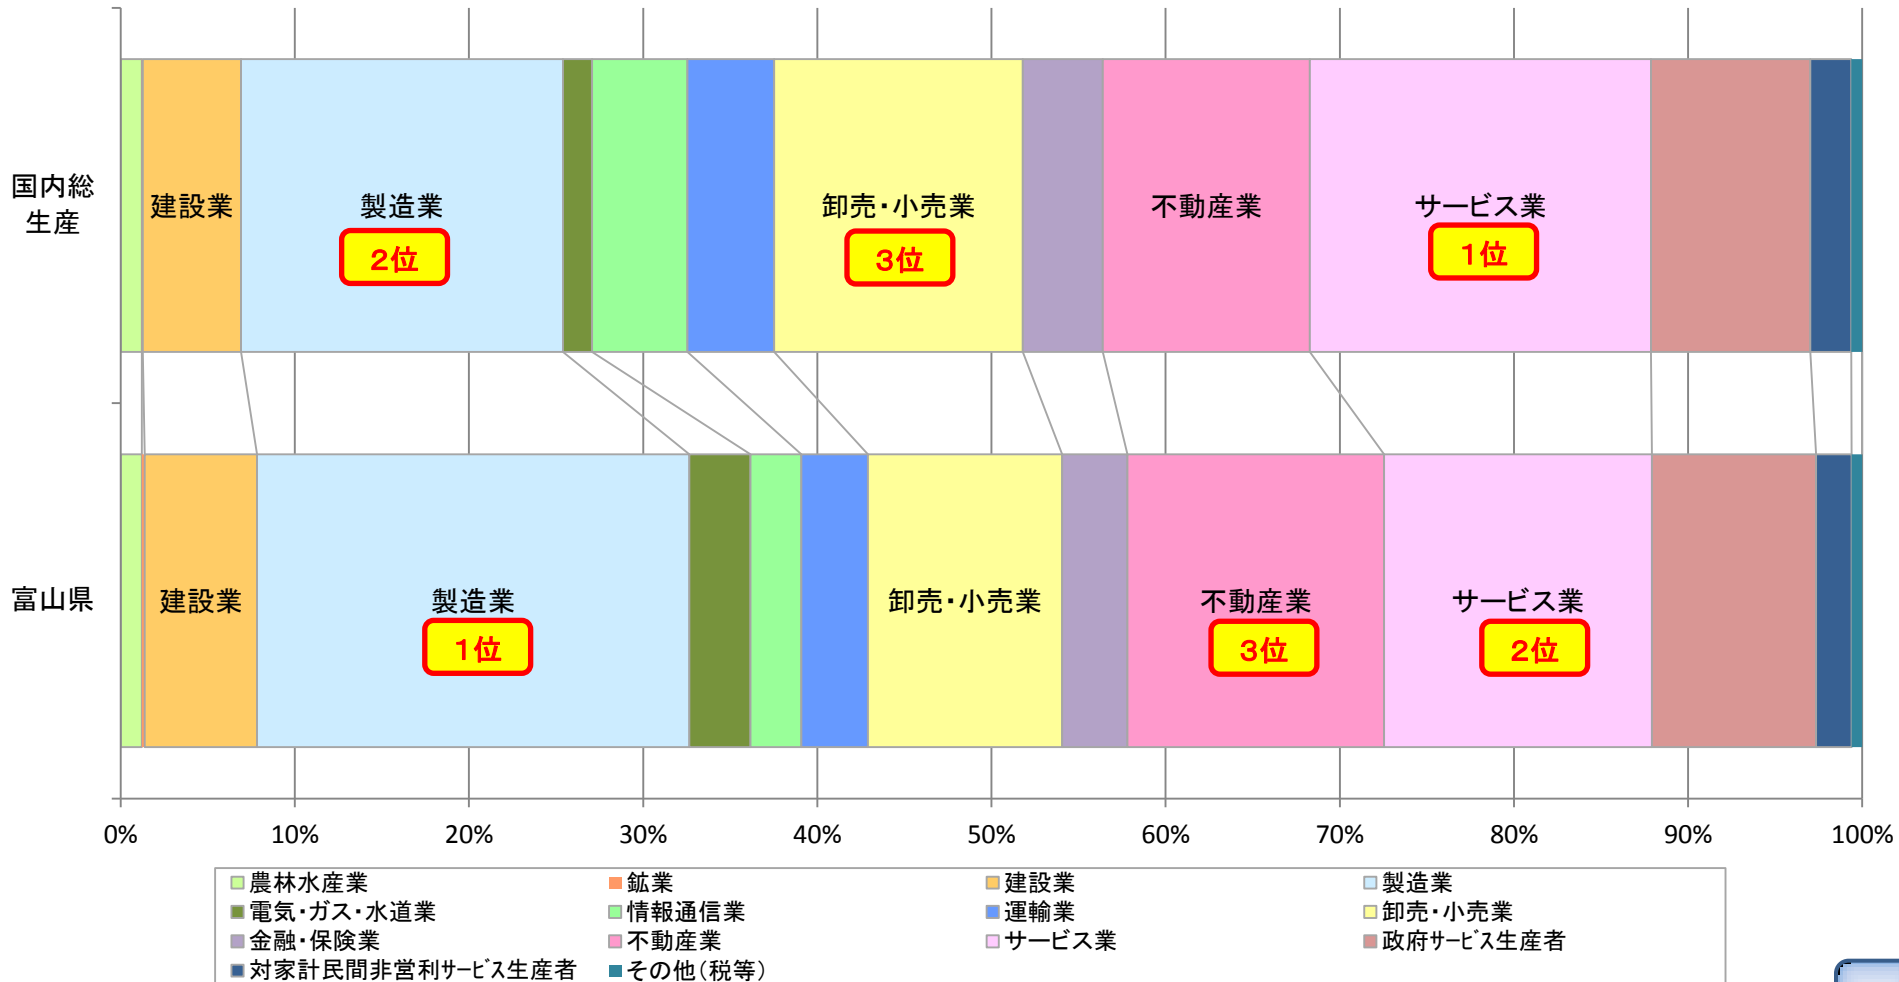 国内総
生産
建設業
製造業
2位
卸売・小売業
3位
不動産業
サービス業
1位
富山県
建設業
製造業
1位
卸売・小売業
不動産業
3位
サービス業
2位
0% 10% 20% 30% 40% 50% 60% 70% 80% 90% 100%
農林水産業 鉱業 建設業 製造業
電気・ガス・水道業 情報通信業 運輸業 卸売・小売業
金融・保険業 不動産業 サービス業 政府ｻｰﾋﾞｽ生産者
対家計民間非営利ｻｰﾋﾞｽ生産者 その他(税等)